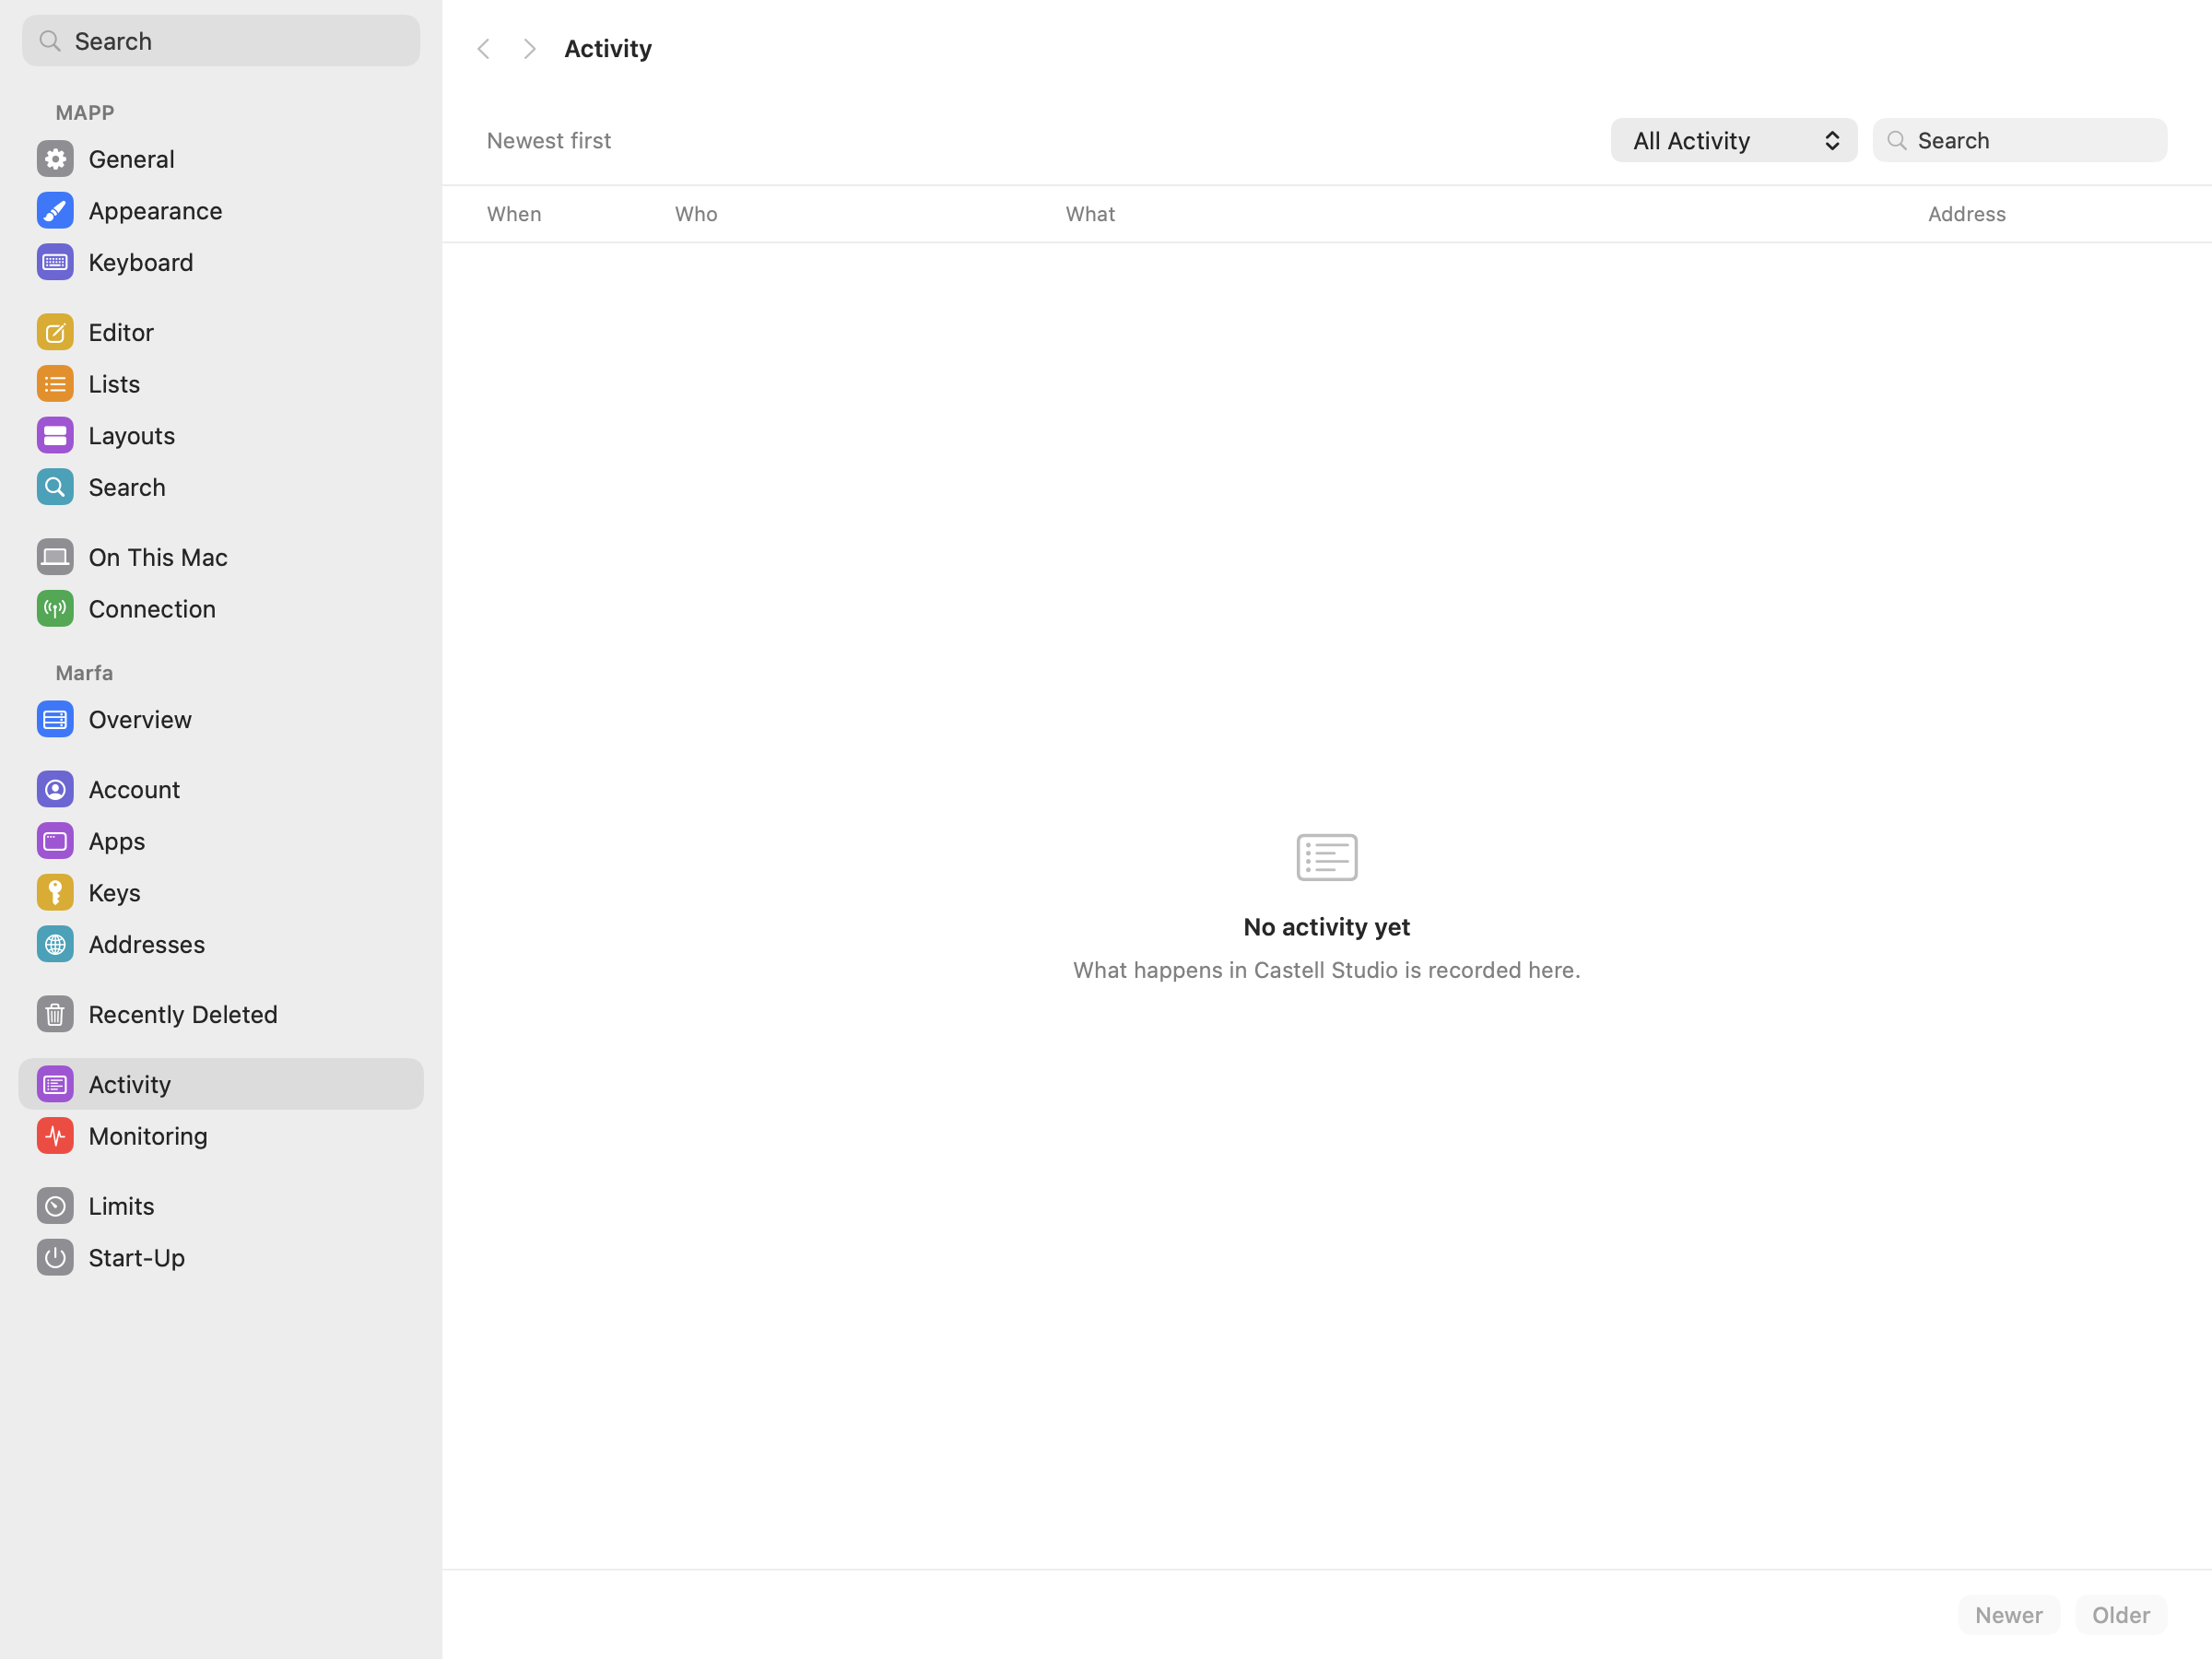 Search
MAPP
General
Appearance
Keyboard
Editor
Lists
Layouts
Search
On This Mac
Connection
Marfa
Overview
Account
Apps
Keys
Addresses
Recently Deleted
Activity
Monitoring
Limits
Start-Up
Activity
Newest first
All Activity
Search
When Who What Address
No activity yet
What happens in Castell Studio is recorded here.
Newer Older